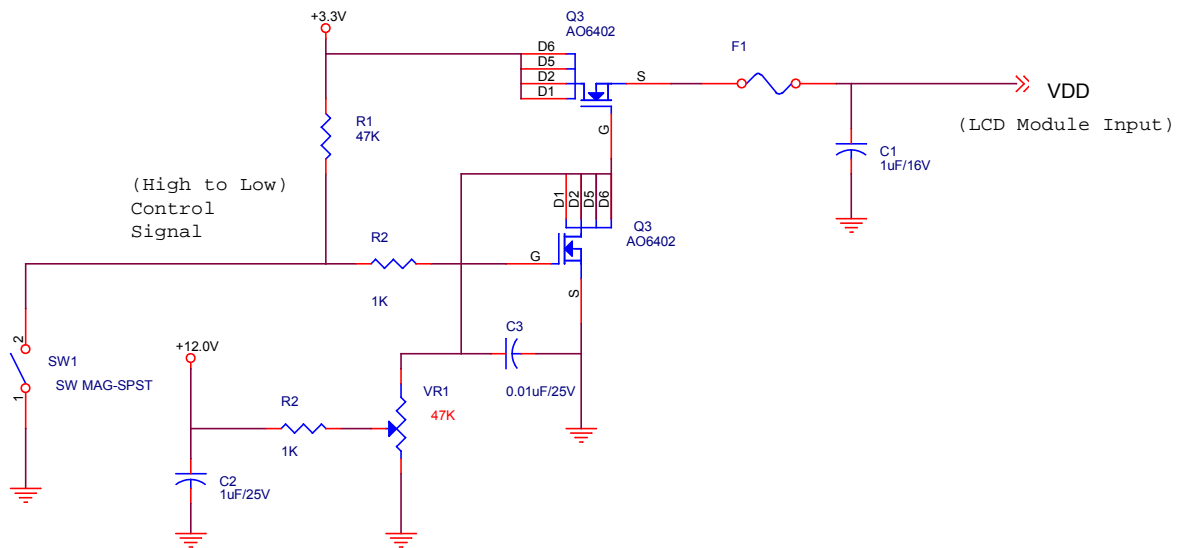 +3.3V
Q3
AO6402
D6
D5
D2
D1
S
G
F1
VDD
(LCD Module Input)
R1
47K
C1
1uF/16V
(High to Low)
Control
Signal
D1
D2
D5
D6
Q3
AO6402
R2
1K
G
S
2
SW1
SW MAG-SPST
1
+12.0V
C3
0.01uF/25V
R2
1K
VR1
47K
C2
1uF/25V